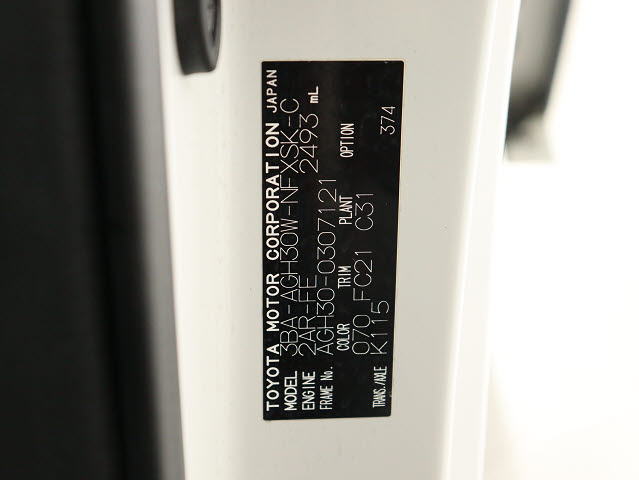 TOYOTA MOTOR CORPORATION JAPAN
MODEL 3BA-AGH30W-NFXSK-C
ENGINE 2AR-FE 2493 mL
FRAME No. AGH30-0307121
COLOR TRIM PLANT OPTION
070 FC21 C31
TRANS./AXLE K115 374